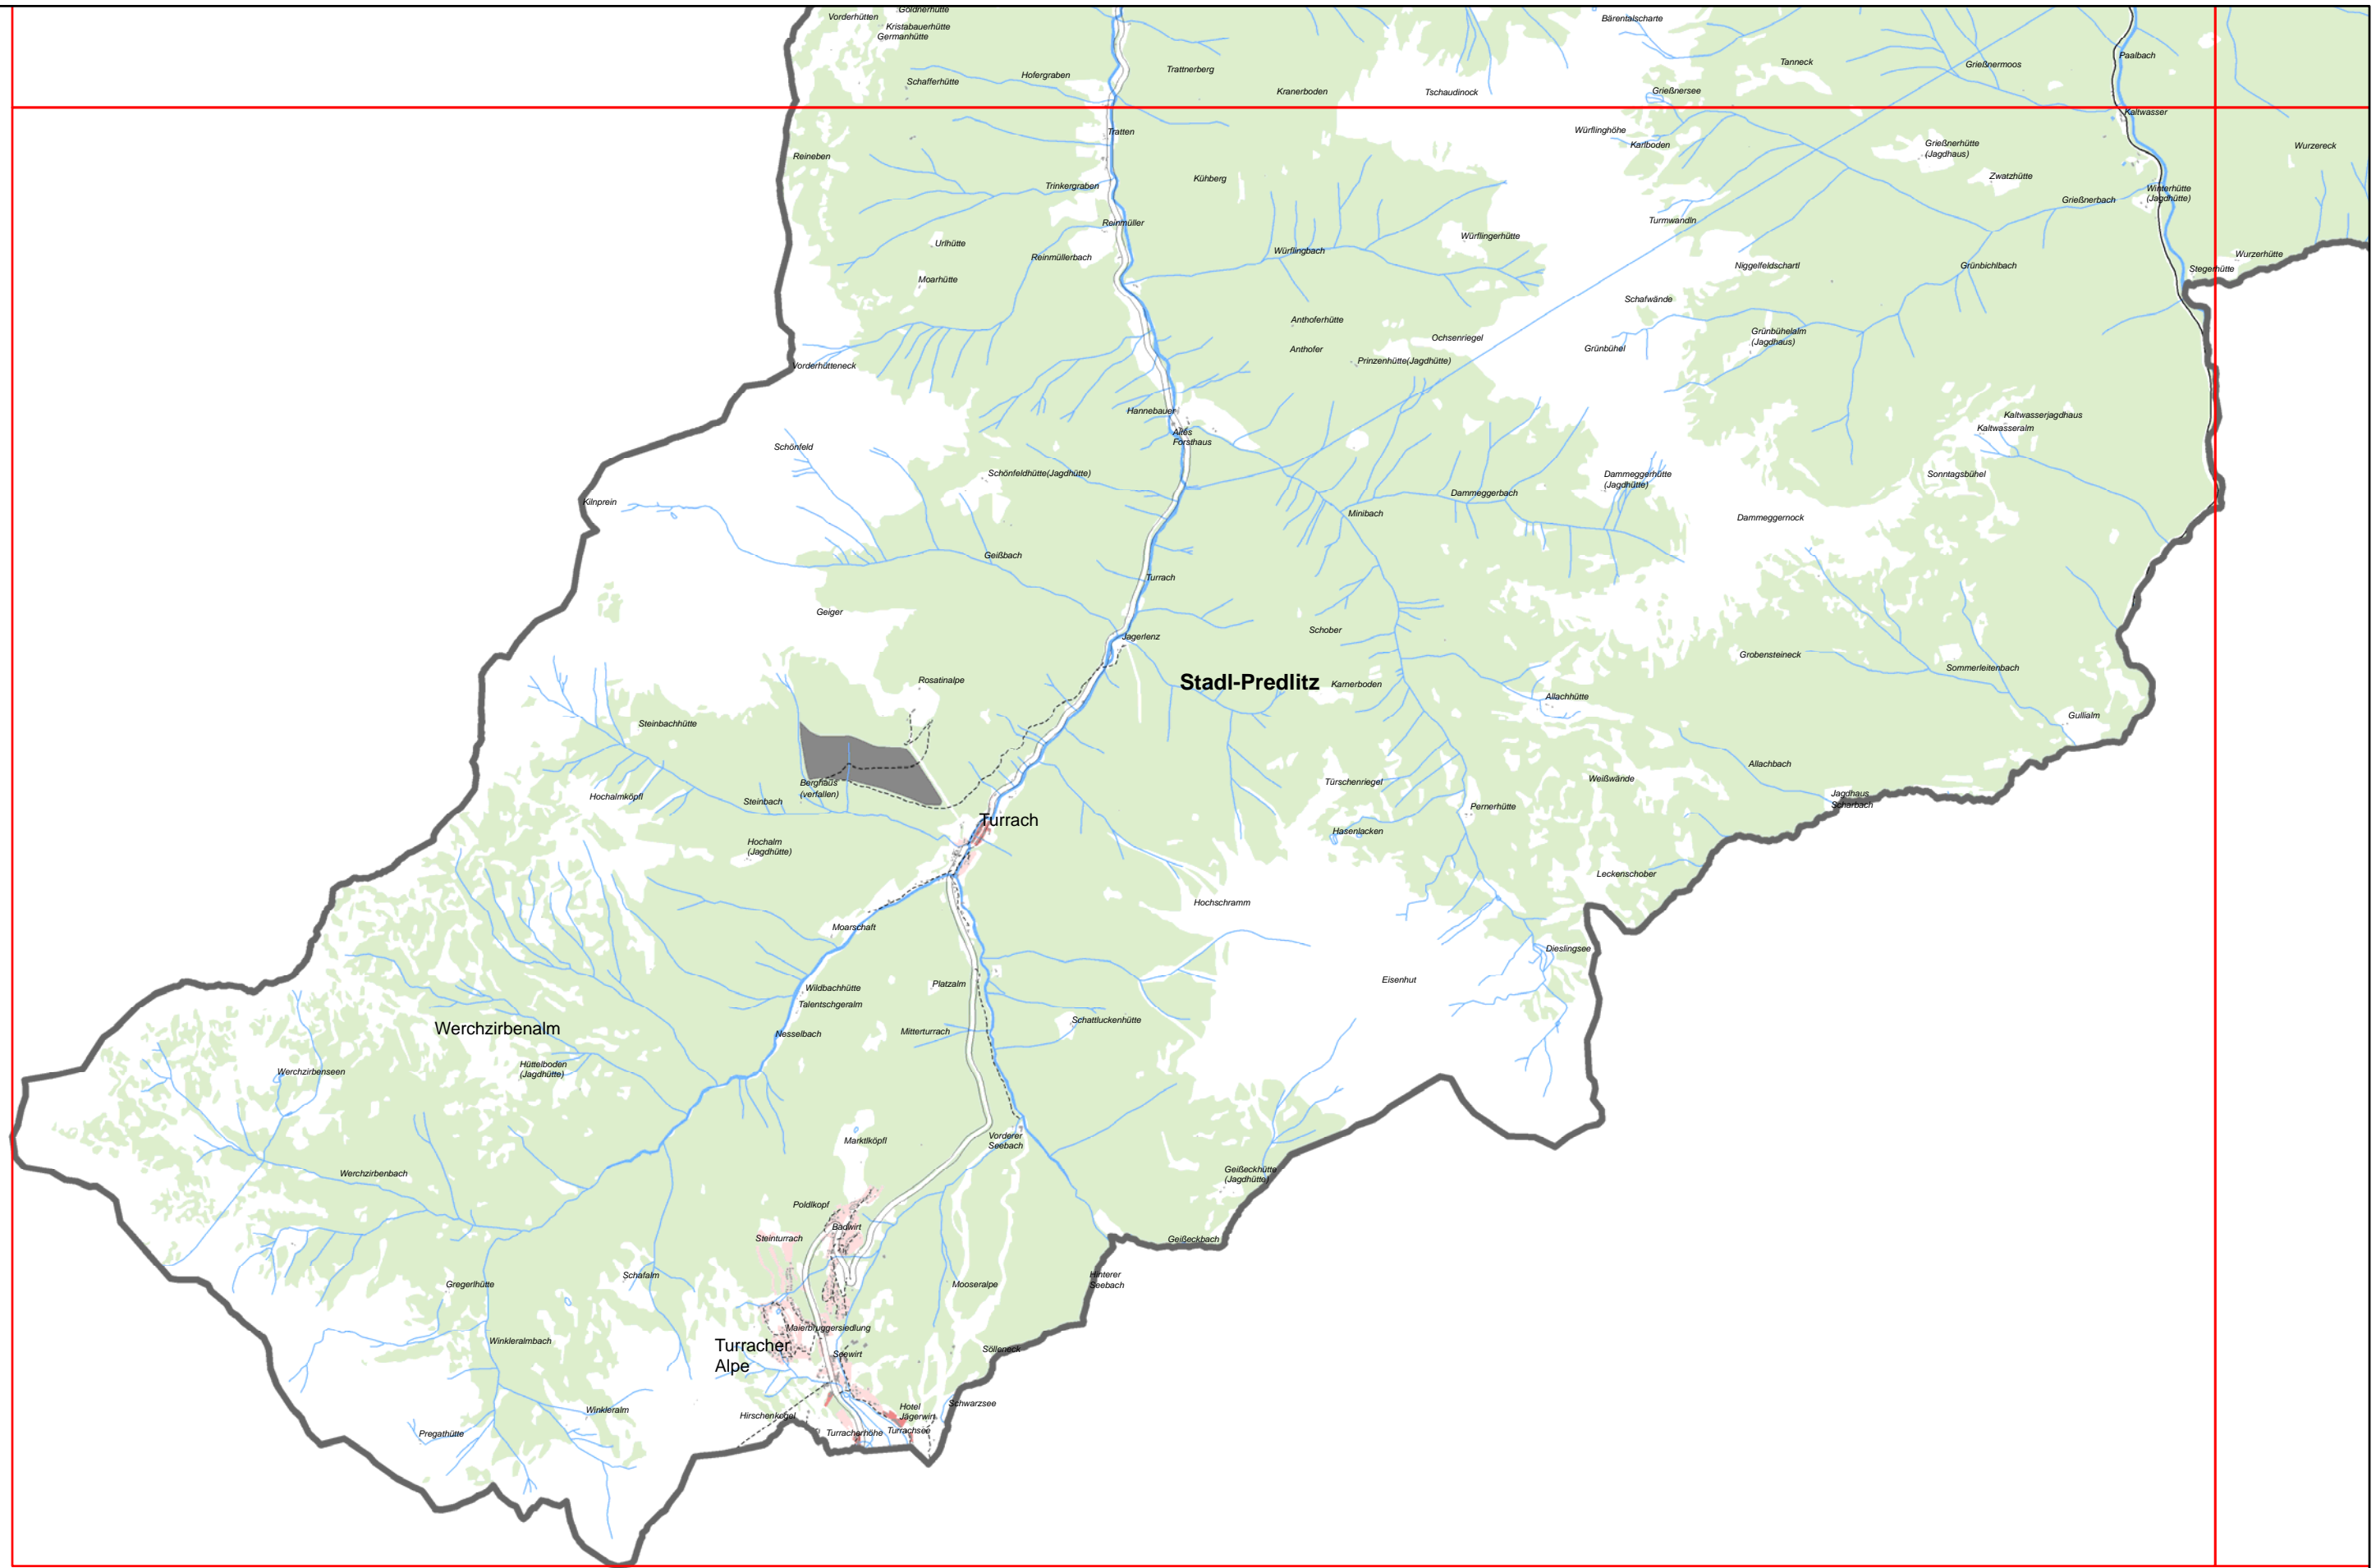 Vorderhütten
Goldnerhütte
Kristabauerhütte
Germanhütte
Bärentalscharte
Schafferhütte
Hofergraben
Trattnerberg
Kranerboden
Tschaudinock
Grießnersee
Tanneck
Grießnermoos
Paalbach
Kaltwasser
Tratten
Reineben
Würflinghöhe
Karlboden
Grießnerhütte
(Jagdhaus)
Wurzereck
Trinkergraben
Kühberg
Zwatzhütte
Winterhütte
(Jagdhütte)
Grießnerbach
Reinmüller
Turmwandln
Urlhütte
Würflingerhütte
Reinmüllerbach
Würflingbach
Wurzerhütte
Niggelfeldschartl
Grünbichlbach
Stegerhütte
Moarhütte
Schafwände
Anthoferhütte
Ochsenriegel
Grünbühelalm
(Jagdhaus)
Anthofer
Grünbühel
Prinzenhütte(Jagdhütte)
Vorderhütteneck
Hannebauer
Kaltwasserjagdhaus
Kaltwasseralm
Altes
Forsthaus
Schönfeld
Schönfeldhütte(Jagdhütte)
Dammeggerhütte
(Jagdhütte)
Sonntagsbühel
Dammeggerbach
Kilnprein
Minibach
Dammeggernock
Geißbach
Turrach
Geiger
Schober
Jagerlenz
Grobensteineck
Sommerleitenbach
Stadl-Predlitz
Rosatinalpe
Karnerboden
Allachhütte
Gullialm
Steinbachhütte
Allachbach
Berghaus
(verfallen)
Türschenriegel
Weißwände
Hochalmköpfl
Steinbach
Pernerhütte
Jagdhaus
Scharbach
Turrach
Hasenlacken
Hochalm
(Jagdhütte)
Leckenschober
Hochschramm
Moarschaft
Dieslingsee
Eisenhut
Wildbachhütte
Platzalm
Talentschgeralm
Schattluckenhütte
Werchzirbenalm
Nesselbach
Mitterturrach
Hüttelboden
(Jagdhütte)
Werchzirbenseen
Marktlköpfl
Vorderer
Seebach
Werchzirbenbach
Geißeckhütte
(Jagdhütte)
Poldlkopf
Badwirt
Steinturrach
Geißeckbach
Schafalm
Gregerlhütte
Mooseralpe
Hinterer
Seebach
Maierbruggersiedlung
Winkleralmbach
Turracher
Alpe
Seewirt
Sölleneck
Winkleralm
Hirschenkogel
Hotel
Jägerwirt
Schwarzsee
Pregathütte
Turracherhöhe
Turrachsee